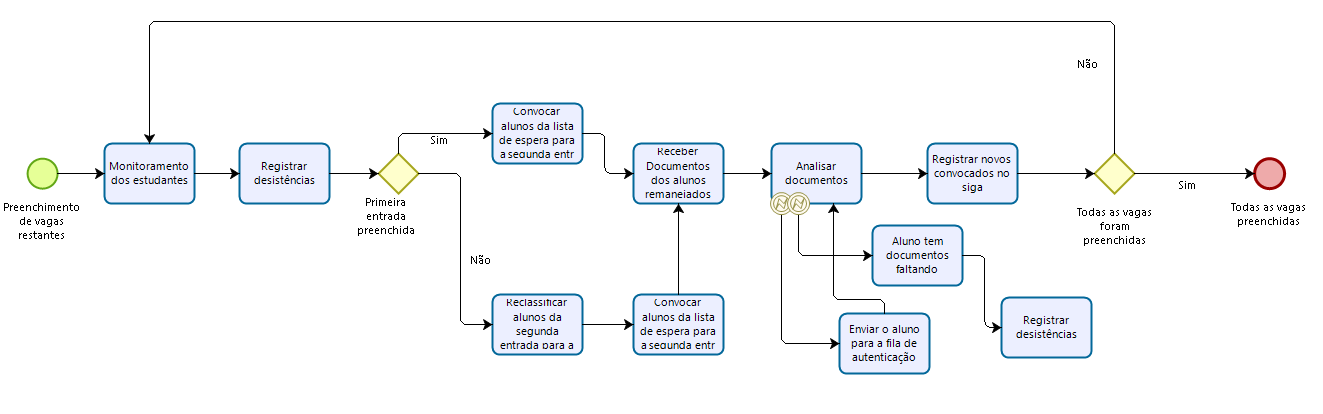 Preenchimento
de vagas
restantes
Monitoramento
dos estudantes
Registrar
desistências
Primeira
entrada
preenchida
Sim
Não
Convocar
alunos da lista
de espera para
a segunda entr
Reclassificar
alunos da
segunda
entrada para a
Convocar
alunos da lista
de espera para
a segunda entr
Receber
Documentos
dos alunos
remanejados
Analisar
documentos
Aluno tem
documentos
faltando
Enviar o aluno
para a fila de
autenticação
Registrar
desistências
Registrar novos
convocados no
siga
Todas as vagas
foram
preenchidas
Não
Sim
Todas as vagas
preenchidas